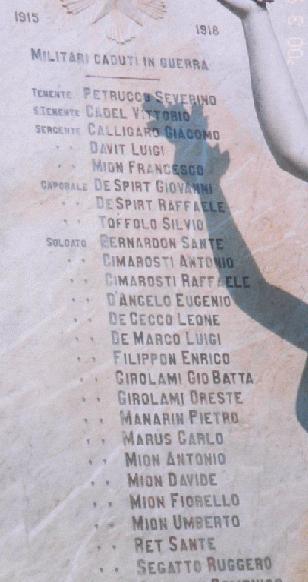 1915 1918
MILITARI CADUTI IN GUERRA
TENENTE PETRUCCO SEVERINO
S.TENENTE CADEL VITTORIO
SERGENTE CALLIGARO GIACOMO
" " DAVIT LUIGI
" " MION FRANCESCO
CAPORALE DE SPIRT GIOVANNI
" " DE SPIRT RAFFAELE
" " TOFFOLO SILVIO
SOLDATO BERNARDON SANTE
" " CIMAROSTI ANTONIO
" " CIMAROSTI RAFFAELE
" " D'ANGELO EUGENIO
" " DE CECCO LEONE
" " DE MARCO LUIGI
" " FILIPPON ENRICO
" " GIROLAMI GIO BATTA
" " GIROLAMI ORESTE
" " MANARIN PIETRO
" " MARUS CARLO
" " MION ANTONIO
" " MION DAVIDE
" " MION FIORELLO
" " MION UMBERTO
" " RET SANTE
" " SEGATTO RUGGERO